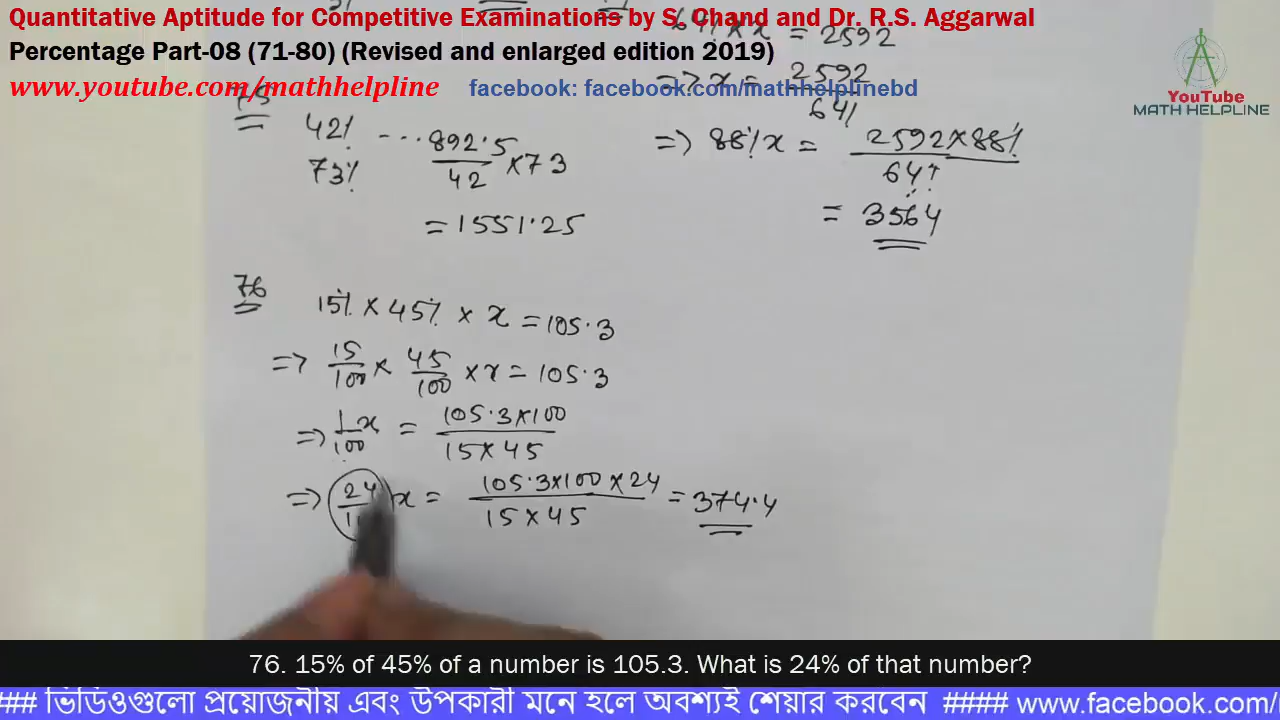 Quantitative Aptitude for Competitive Examinations by S. Chand and Dr. R.S. Aggarwal
Percentage Part-08 (71-80) (Revised and enlarged edition 2019)
www.youtube.com/mathhelpline facebook: facebook.com/mathhelplinebd
YouTube
MATH HELPLINE
64% × x = 2592
=> x = 2592
64%
=> 88% x = 2592×88%
64%
= 3564
75
42% ... 892.5
73% 42 ×73
= 1551.25
76
15% × 45% × x = 105.3
=> 15/100 × 45/100 × x = 105.3
=> 1/100 x = 105.3×100
15×45
=> 24 x = 105.3×100×24 = 374.4
15×45
76. 15% of 45% of a number is 105.3. What is 24% of that number?
### ভিডিওগুলো প্রয়োজনীয় এবং উপকারী মনে হলে অবশ্যই শেয়ার করবেন #### www.facebook.com/